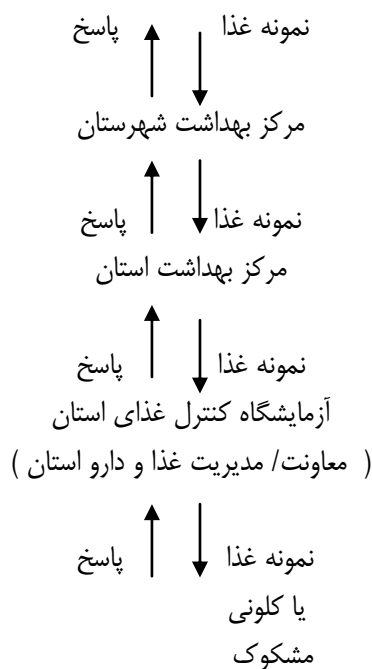 نمونه غذا پاسخ
مرکز بهداشت شهرستان
نمونه غذا پاسخ
مرکز بهداشت استان
نمونه غذا پاسخ
آزمایشگاه کنترل غذای استان
( معاونت/ مدیریت غذا و دارو استان )
نمونه غذا پاسخ
یا کلونی
مشکوک